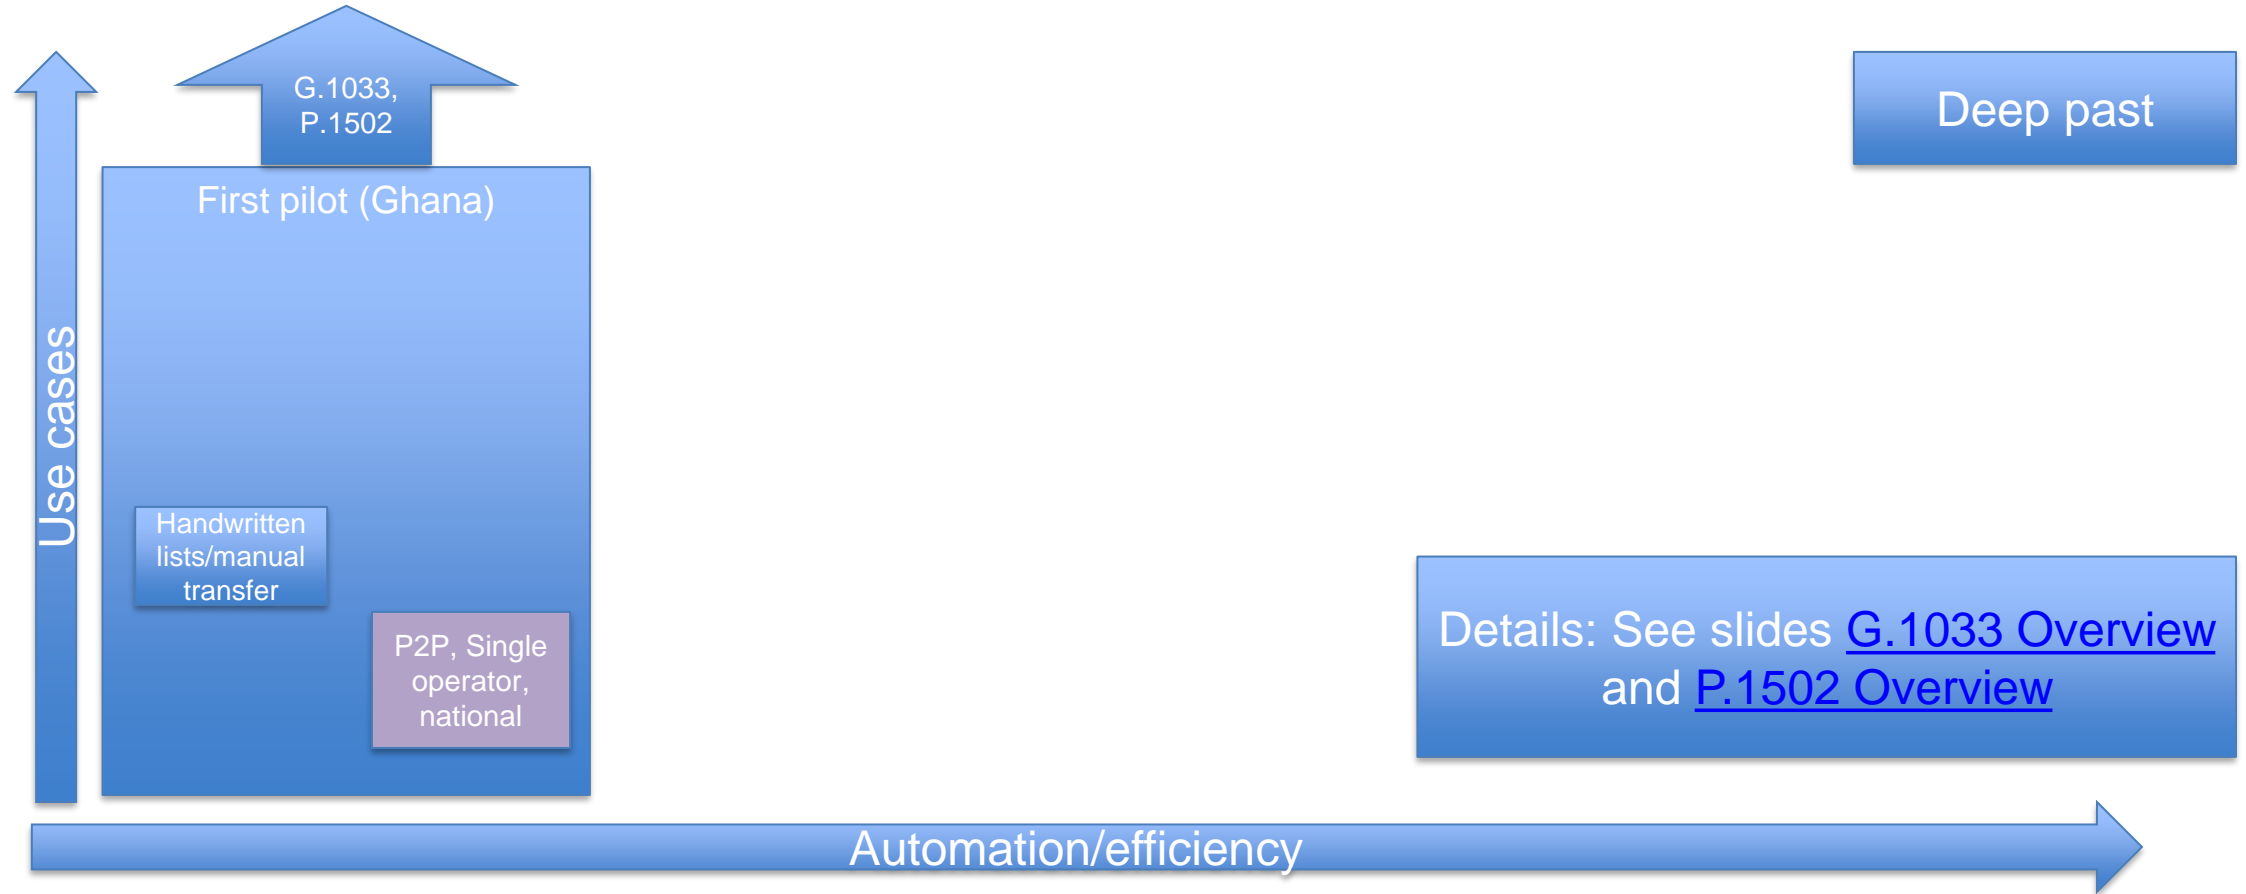 G.1033,
P.1502
Deep past
First pilot (Ghana)
Use cases
Handwritten
lists/manual
transfer
P2P, Single
operator,
national
Details: See slides G.1033 Overview
and P.1502 Overview
Automation/efficiency